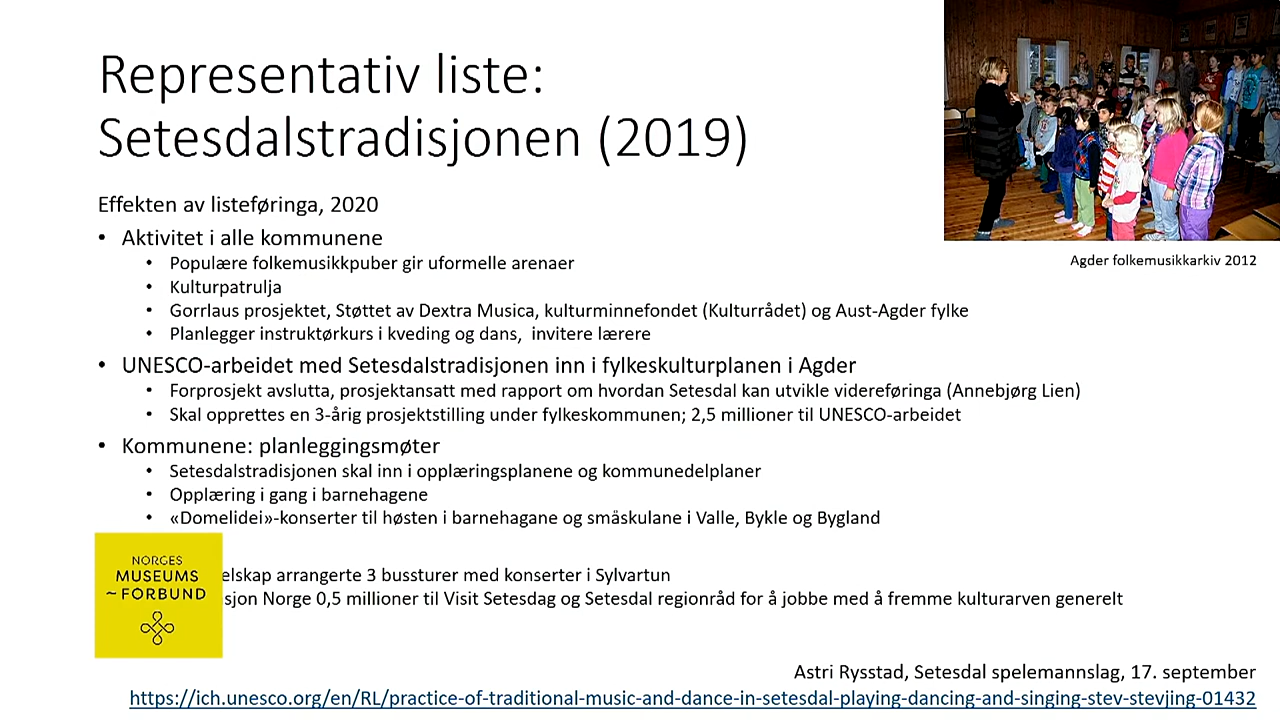 Representativ liste:
Setesdalstradisjonen (2019)
Agder folkemusikkarkiv 2012
Effekten av listeføringa, 2020
• Aktivitet i alle kommunene
• Populære folkemusikkpuber gir uformelle arenaer
• Kulturpatrulja
• Gorrlaus prosjektet, Støttet av Dextra Musica, kulturminnefondet (Kulturrådet) og Aust-Agder fylke
• Planlegger instruktørkurs i kveding og dans, invitere lærere
• UNESCO-arbeidet med Setesdalstradisjonen inn i fylkeskulturplanen i Agder
• Forprosjekt avslutta, prosjektansatt med rapport om hvordan Setesdal kan utvikle videreføringa (Annebjørg Lien)
• Skal opprettes en 3-årig prosjektstilling under fylkeskommunen; 2,5 millioner til UNESCO-arbeidet
• Kommunene: planleggingsmøter
• Setesdalstradisjonen skal inn i opplæringsplanene og kommunedelplaner
• Opplæring i gang i barnehagene
• «Domelidei»-konserter til høsten i barnehagane og småskulane i Valle, Bykle og Bygland
elskap arrangerte 3 bussturer med konserter i Sylvartun
sjon Norge 0,5 millioner til Visit Setesdag og Setesdal regionråd for å jobbe med å fremme kulturarven generelt
NORGES
MUSEUMS
~FORBUND
Astri Rysstad, Setesdal spelemannslag, 17. september
https://ich.unesco.org/en/RL/practice-of-traditional-music-and-dance-in-setesdal-playing-dancing-and-singing-stev-stevjing-01432